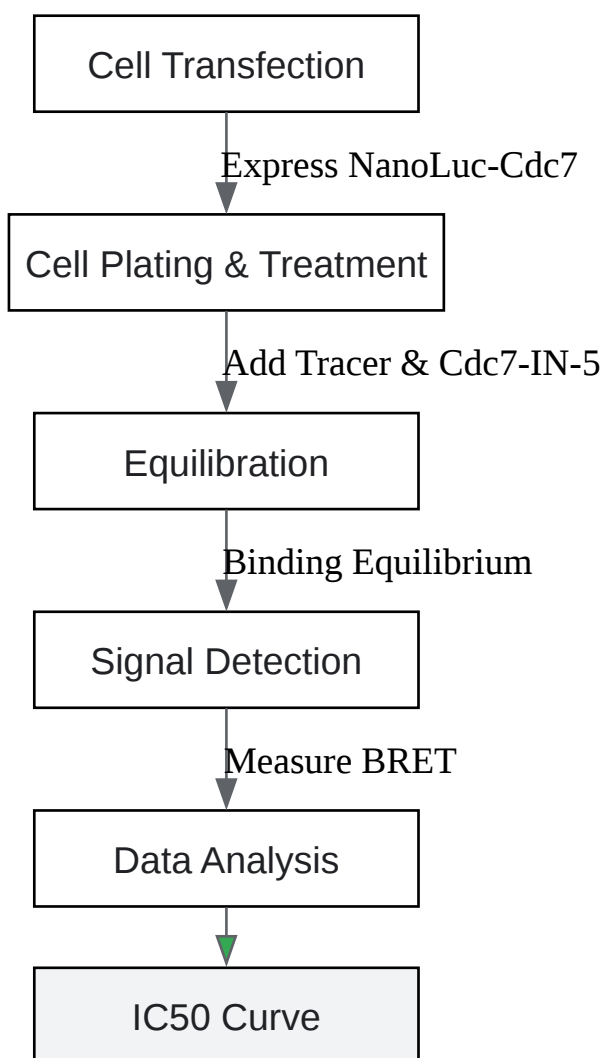 Cell Transfection
Express NanoLuc-Cdc7
Cell Plating & Treatment
Add Tracer & Cdc7-IN-5
Equilibration
Binding Equilibrium
Signal Detection
Measure BRET
Data Analysis
IC50 Curve